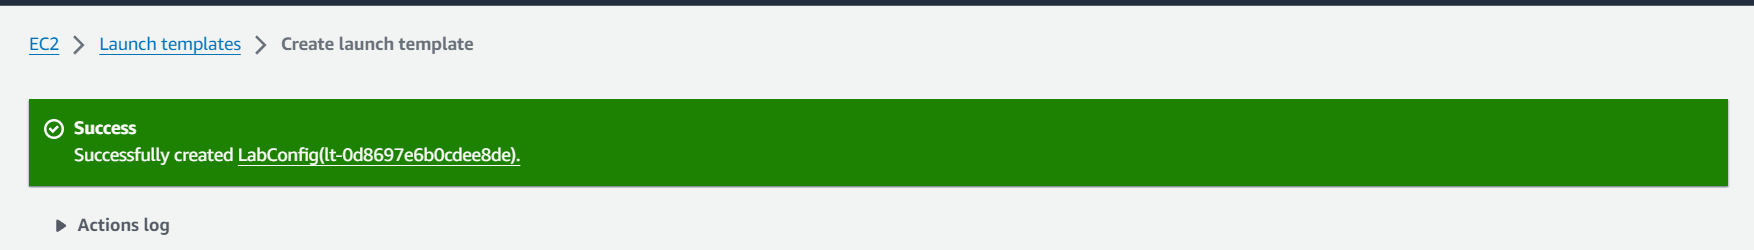 EC2 Launch templates Create launch template
Success
Successfully created LabConfig(lt-0d8697e6b0cdee8de).
Actions log